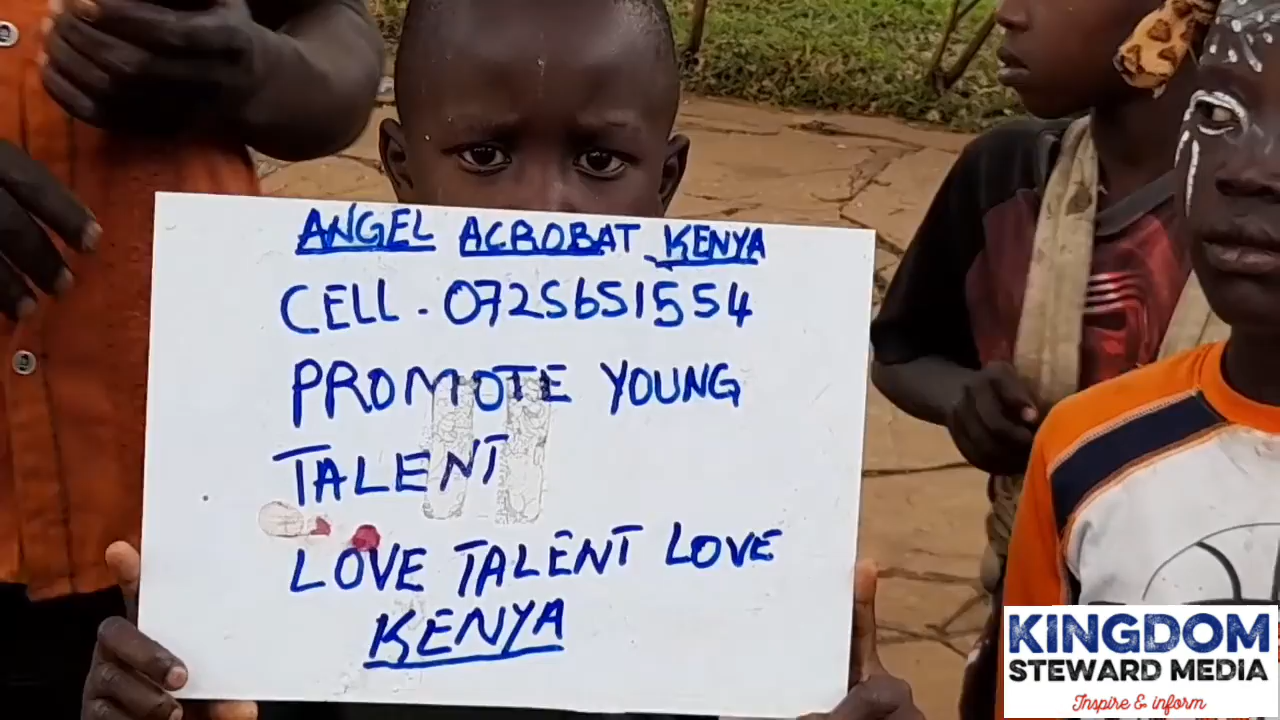 ANGEL ACROBAT KENYA
CELL. 0725651554
PROMOTE YOUNG
TALENT
LOVE TALENT LOVE
KENYA
KINGDOM
STEWARD MEDIA
Inspire & inform